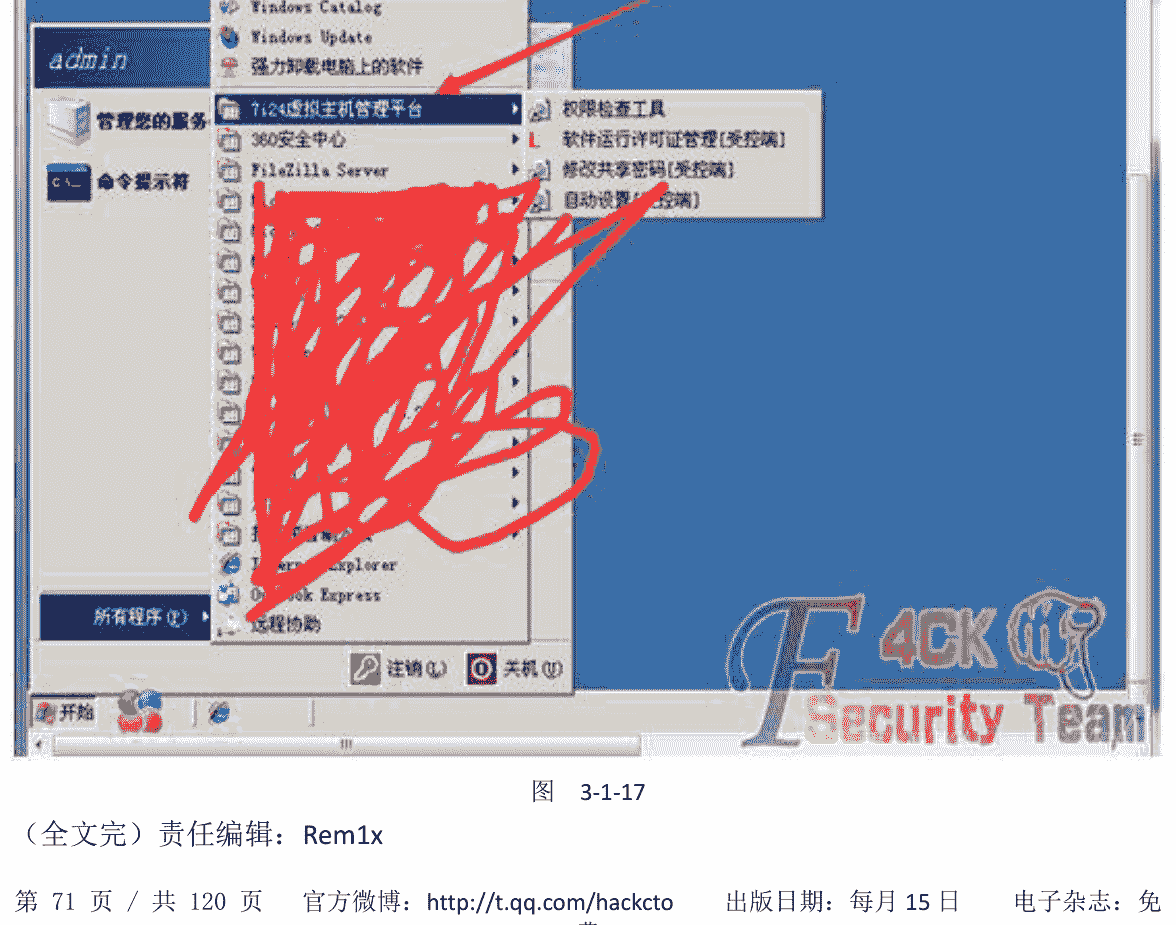 Windows Catalog
Windows Update
强力卸载电脑上的软件
admin
管理您的服务
命令提示符
7i24虚拟主机管理平台
360安全中心
FileZilla Server
权限检查工具
软件运行许可证管理[受控端]
修改共享密码[受控端]
自动设置[受控端]
Internet Explorer
Outlook Express
远程协助
所有程序(P)
注销(L)
关机(U)
开始
F4CK
Security Team
图 3-1-17
（全文完）责任编辑：Rem1x
第 71 页 / 共 120 页 官方微博：http://t.qq.com/hackcto 出版日期：每月 15 日 电子杂志：免